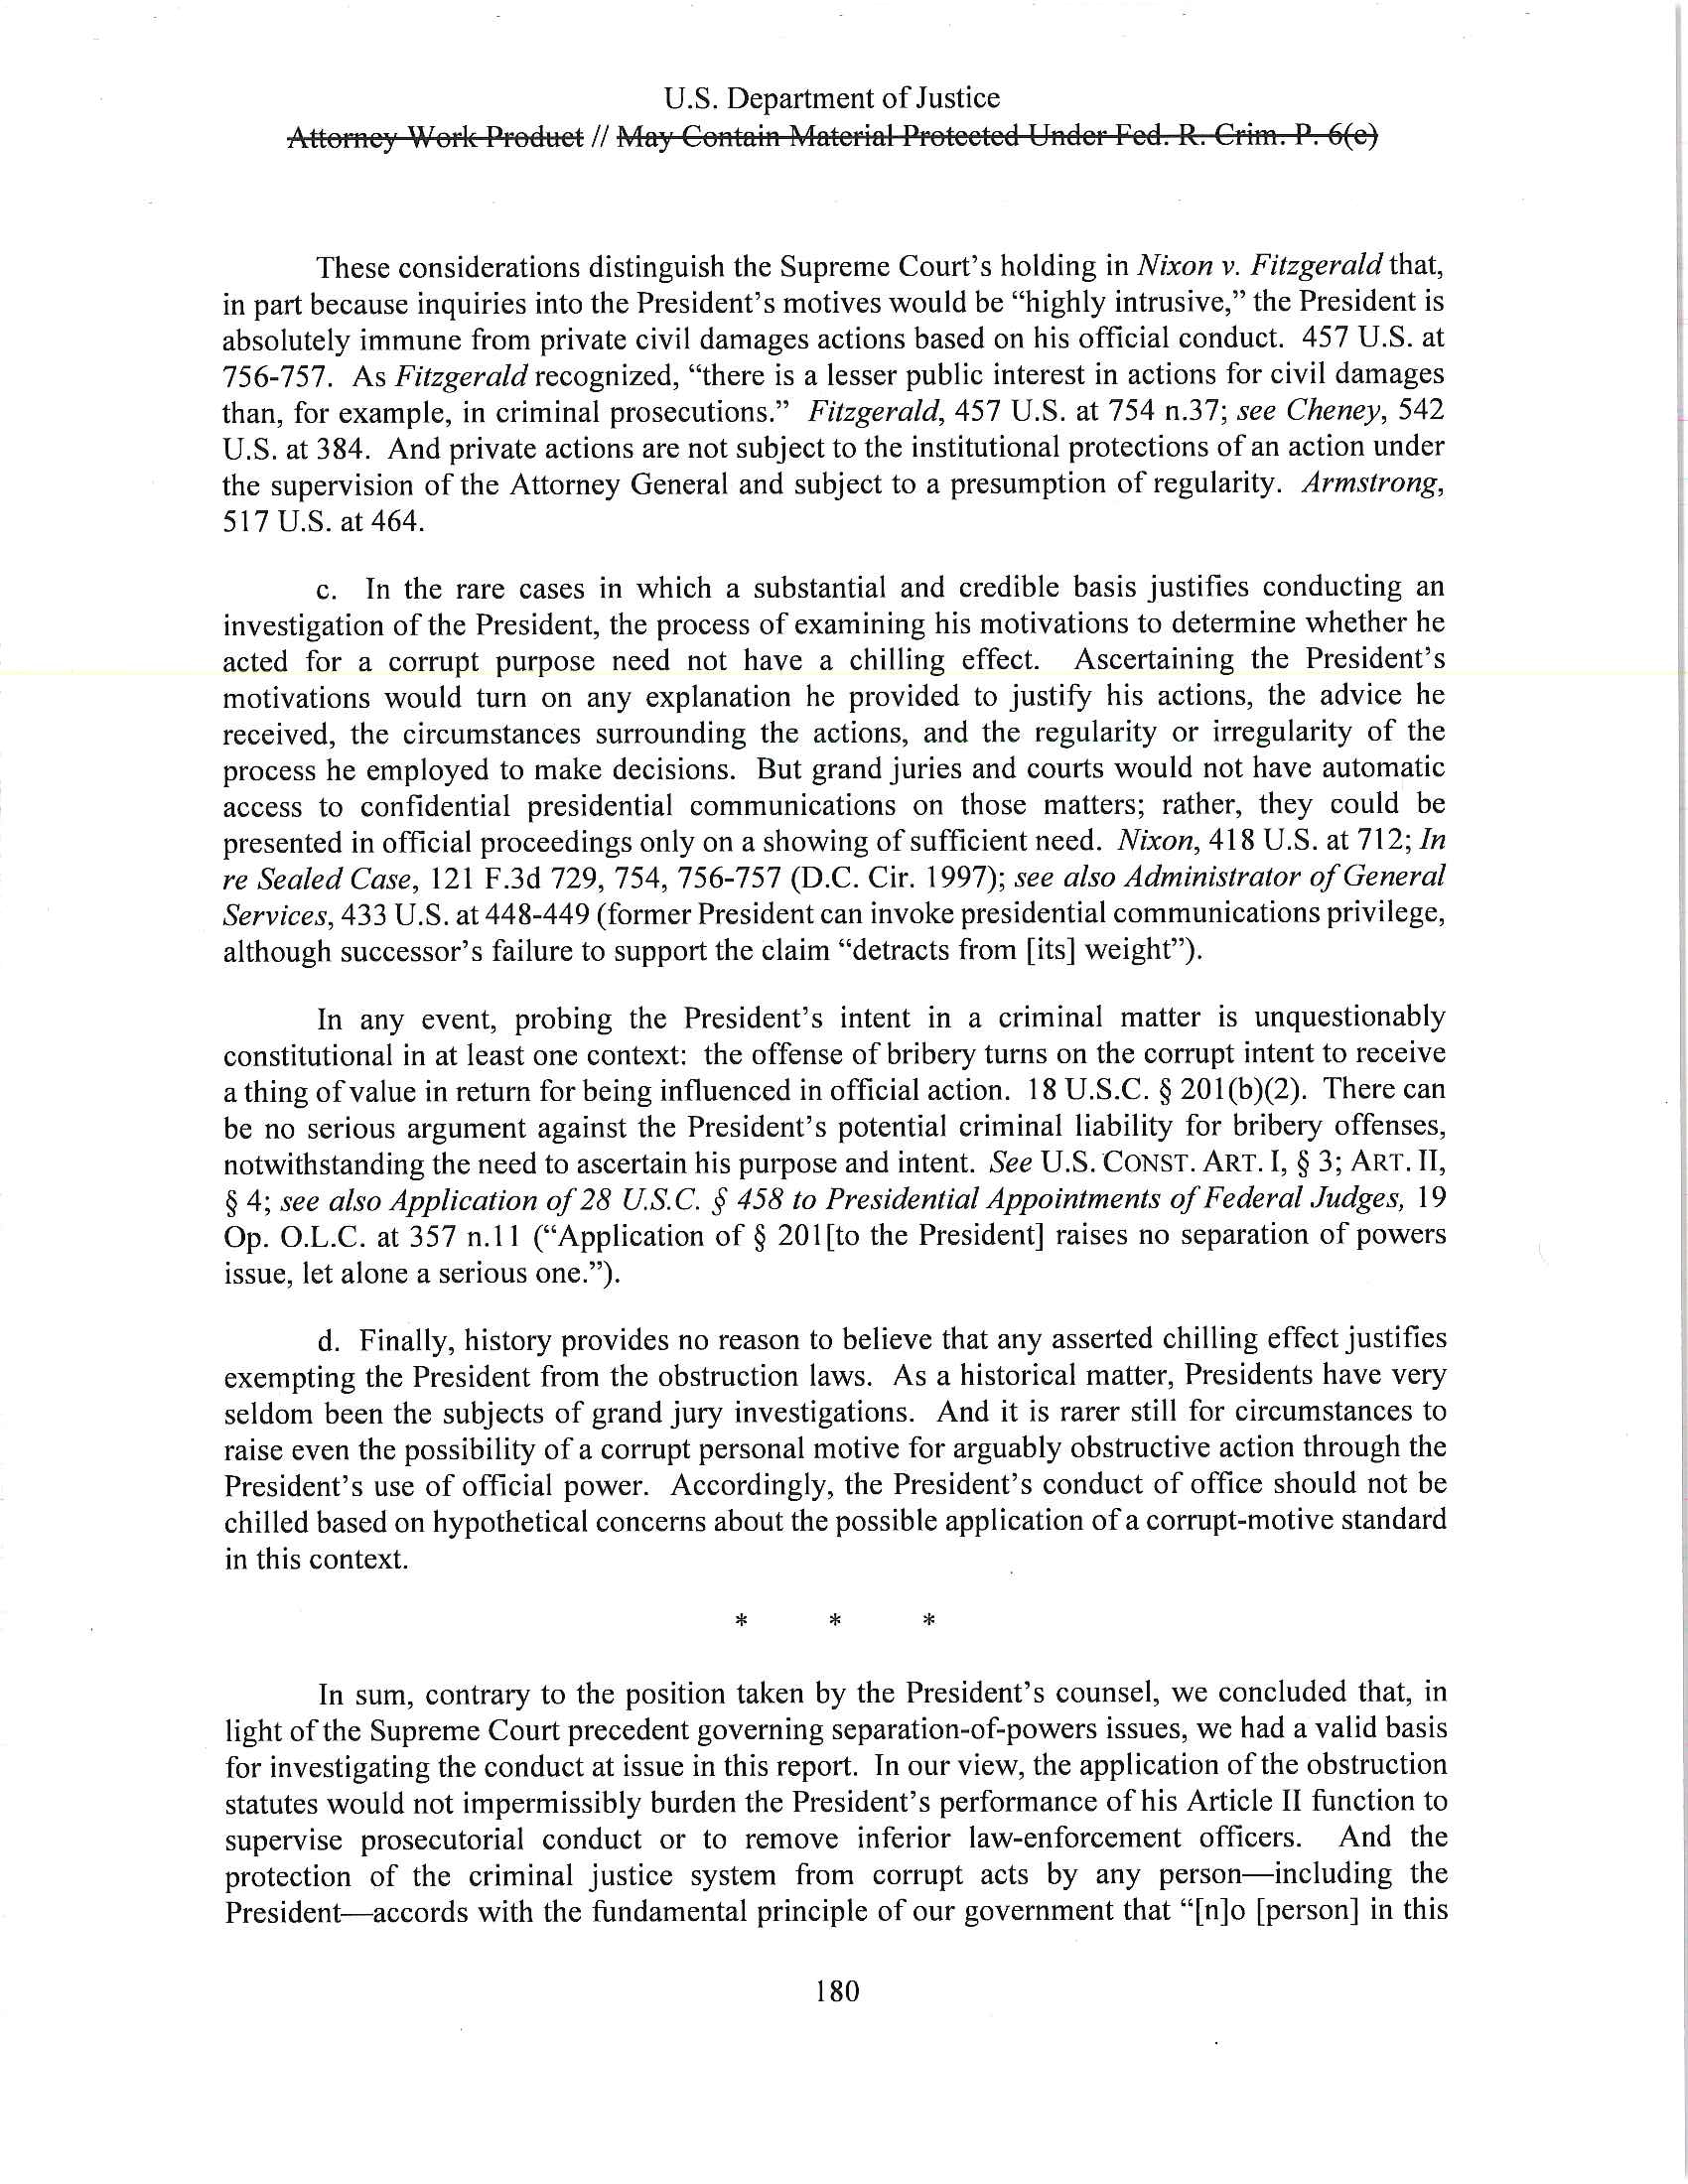 U.S. Department of Justice
Attorney Work Product // May Contain Material Protected Under Fed. R. Crim. P. 6(e)
These considerations distinguish the Supreme Court's holding in Nixon v. Fitzgerald that,
in part because inquiries into the President's motives would be “highly intrusive,” the President is
absolutely immune from private civil damages actions based on his official conduct. 457 U.S. at
756-757. As Fitzgerald recognized, “there is a lesser public interest in actions for civil damages
than, for example, in criminal prosecutions.” Fitzgerald, 457 U.S. at 754 n.37; see Cheney, 542
U.S. at 384. And private actions are not subject to the institutional protections of an action under
the supervision of the Attorney General and subject to a presumption of regularity. Armstrong,
517 U.S. at 464.
c. In the rare cases in which a substantial and credible basis justifies conducting an
investigation of the President, the process of examining his motivations to determine whether he
acted for a corrupt purpose need not have a chilling effect. Ascertaining the President's
motivations would turn on any explanation he provided to justify his actions, the advice he
received, the circumstances surrounding the actions, and the regularity or irregularity of the
process he employed to make decisions. But grand juries and courts would not have automatic
access to confidential presidential communications on those matters; rather, they could be
presented in official proceedings only on a showing of sufficient need. Nixon, 418 U.S. at 712; In
re Sealed Case, 121 F.3d 729, 754, 756-757 (D.C. Cir. 1997); see also Administrator of General
Services, 433 U.S. at 448-449 (former President can invoke presidential communications privilege,
although successor's failure to support the claim “detracts from [its] weight”).
In any event, probing the President's intent in a criminal matter is unquestionably
constitutional in at least one context: the offense of bribery turns on the corrupt intent to receive
a thing of value in return for being influenced in official action. 18 U.S.C. § 201(b)(2). There can
be no serious argument against the President's potential criminal liability for bribery offenses,
notwithstanding the need to ascertain his purpose and intent. See U.S. CONST. ART. I, § 3; ART. II,
§ 4; see also Application of 28 U.S.C. § 458 to Presidential Appointments of Federal Judges, 19
Op. O.L.C. at 357 n.11 (“Application of § 201[to the President] raises no separation of powers
issue, let alone a serious one.”).
d. Finally, history provides no reason to believe that any asserted chilling effect justifies
exempting the President from the obstruction laws. As a historical matter, Presidents have very
seldom been the subjects of grand jury investigations. And it is rarer still for circumstances to
raise even the possibility of a corrupt personal motive for arguably obstructive action through the
President's use of official power. Accordingly, the President's conduct of office should not be
chilled based on hypothetical concerns about the possible application of a corrupt-motive standard
in this context.
* * *
In sum, contrary to the position taken by the President's counsel, we concluded that, in
light of the Supreme Court precedent governing separation-of-powers issues, we had a valid basis
for investigating the conduct at issue in this report. In our view, the application of the obstruction
statutes would not impermissibly burden the President's performance of his Article II function to
supervise prosecutorial conduct or to remove inferior law-enforcement officers. And the
protection of the criminal justice system from corrupt acts by any person—including the
President—accords with the fundamental principle of our government that “[n]o [person] in this
180